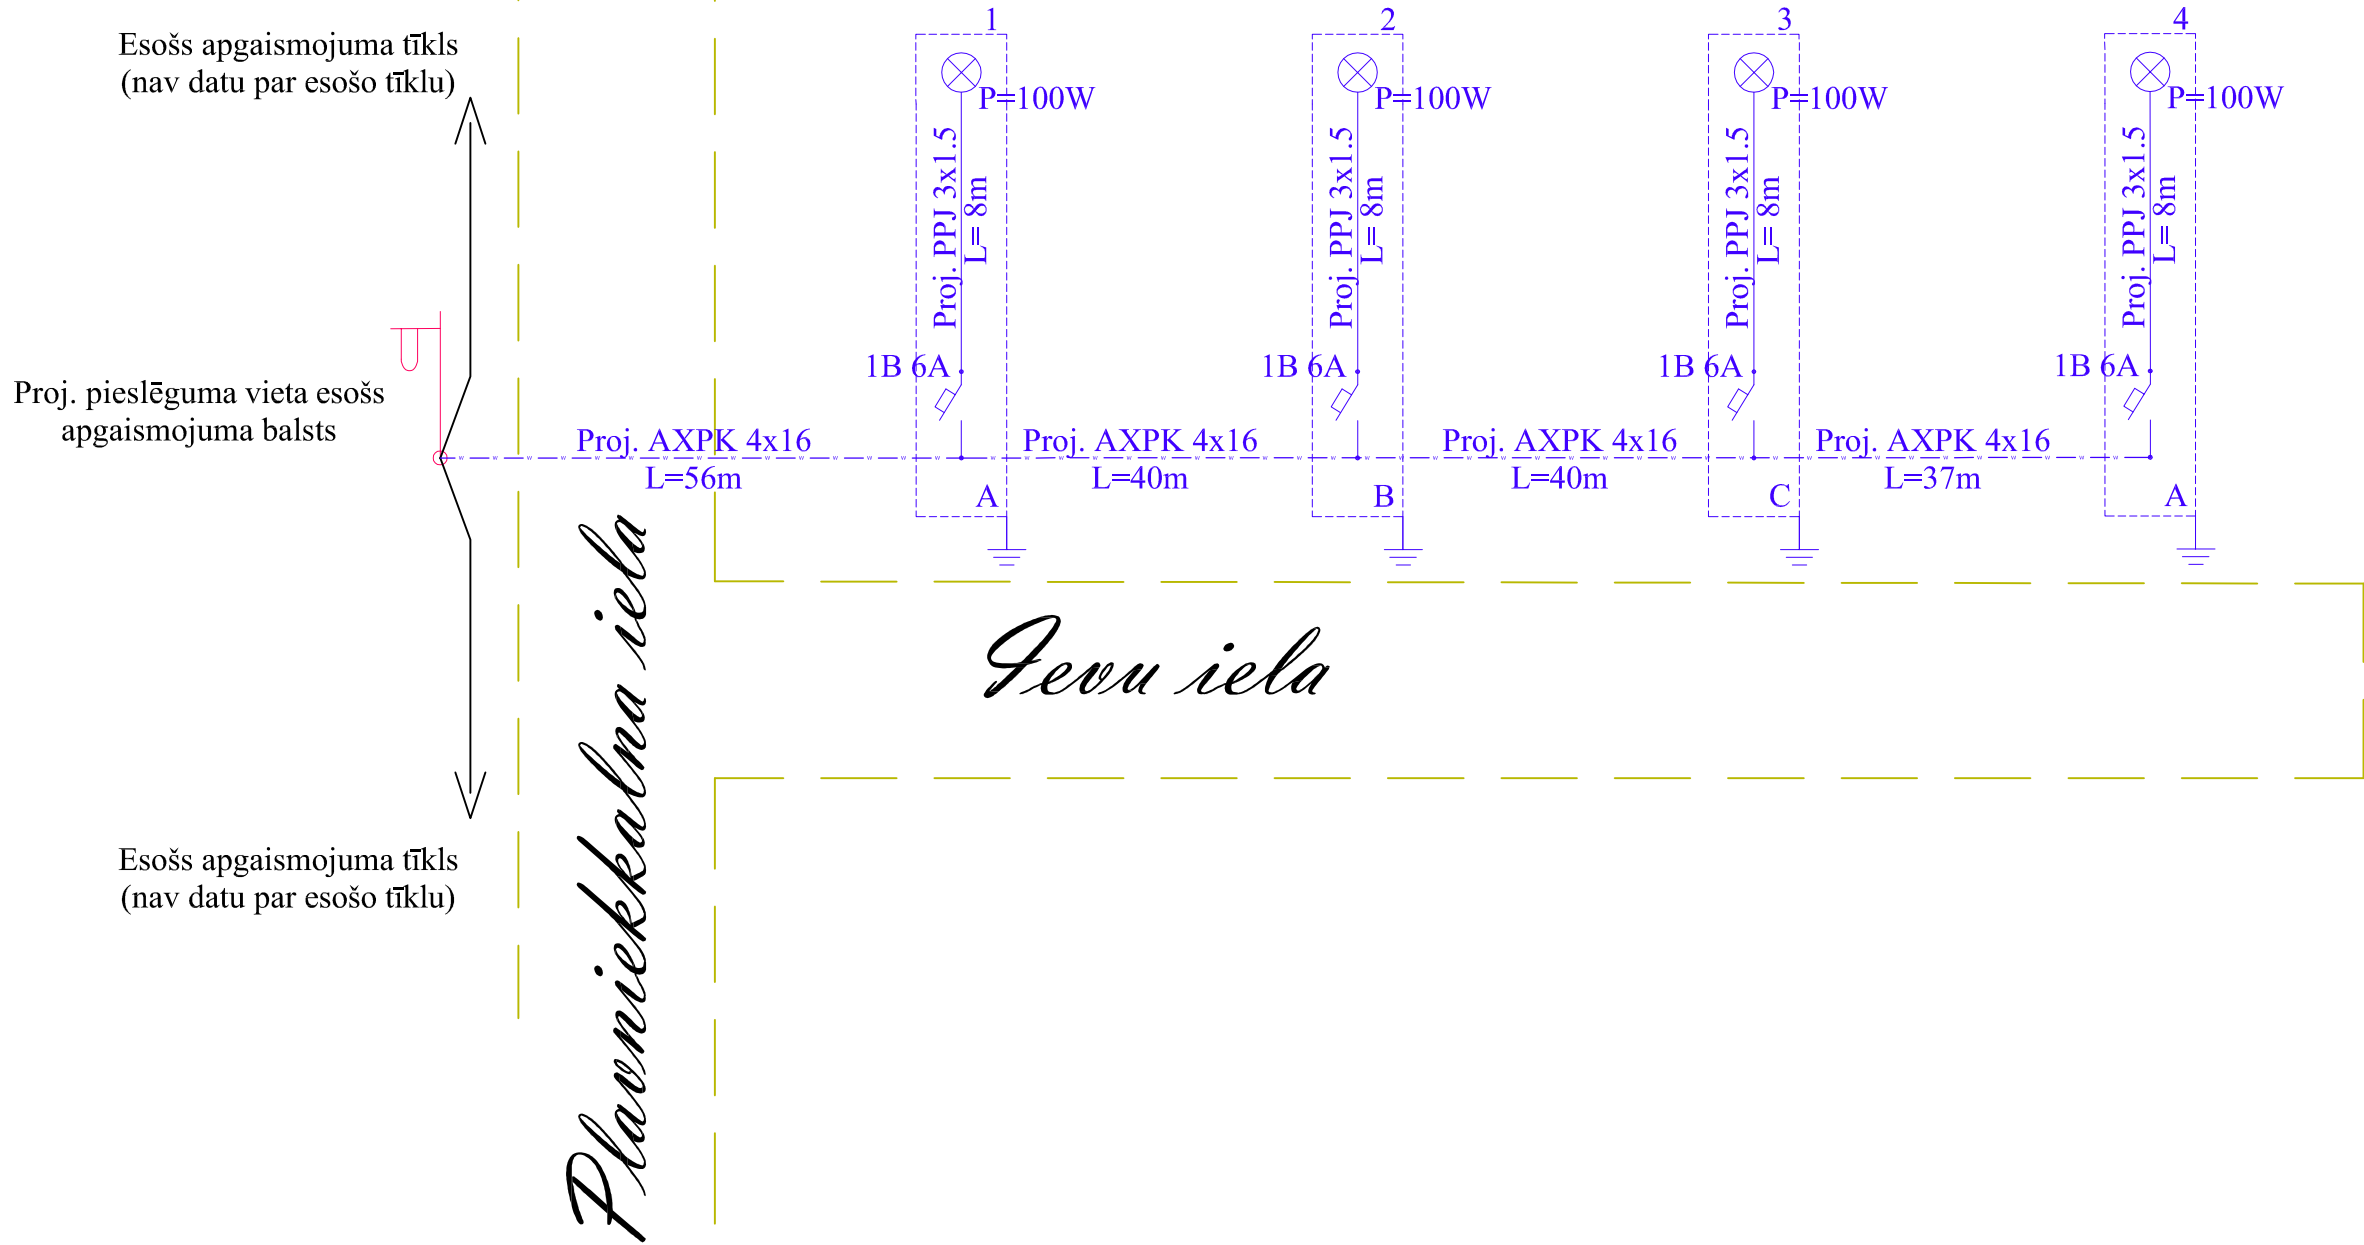 Esošs apgaismojuma tīkls
(nav datu par esošo tīklu)
1
P=100W
Proj. PPJ 3x1.5
L= 8m
1B 6A
A
2
P=100W
Proj. PPJ 3x1.5
L= 8m
1B 6A
B
3
P=100W
Proj. PPJ 3x1.5
L= 8m
1B 6A
C
4
P=100W
Proj. PPJ 3x1.5
L= 8m
1B 6A
A
Proj. pieslēguma vieta esošs
apgaismojuma balsts
Proj. AXPK 4x16
L=56m
Proj. AXPK 4x16
L=40m
Proj. AXPK 4x16
L=40m
Proj. AXPK 4x16
L=37m
Ievu iela
Plavniekkalna iela
Esošs apgaismojuma tīkls
(nav datu par esošo tīklu)